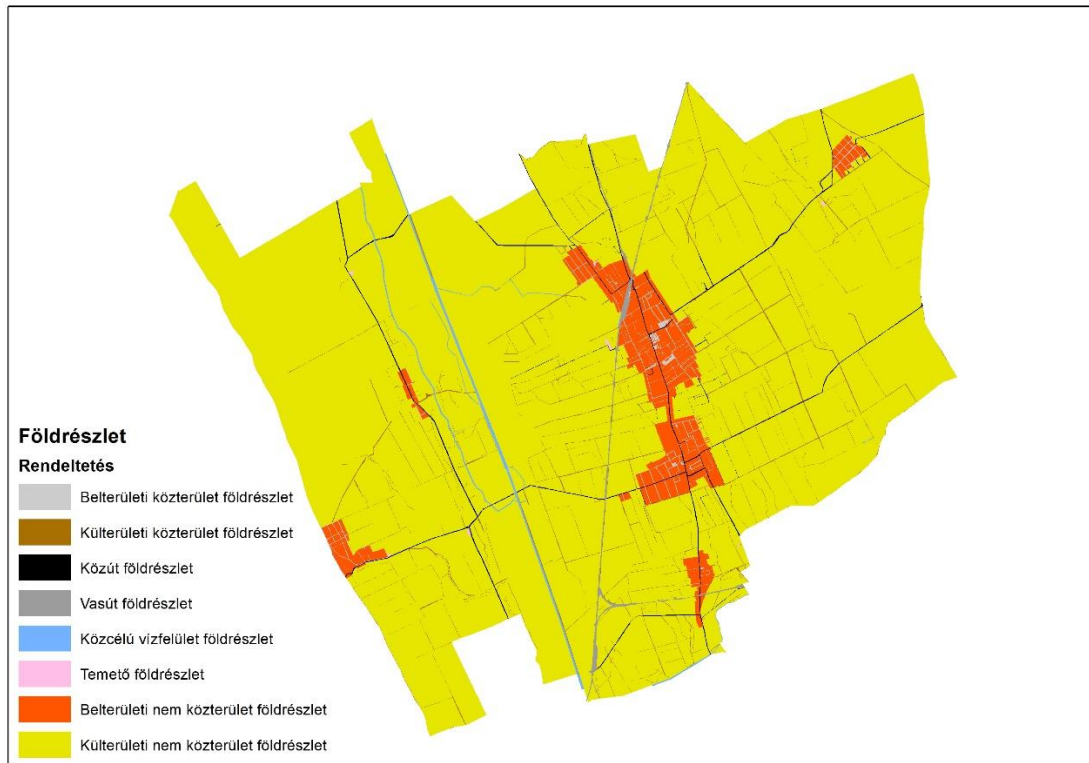 Földrészlet
Rendeltetés
Belterületi közterület földrészlet
Külterületi közterület földrészlet
Közút földrészlet
Vasút földrészlet
Közcélú vízfelület földrészlet
Temető földrészlet
Belterületi nem közterület földrészlet
Külterületi nem közterület földrészlet